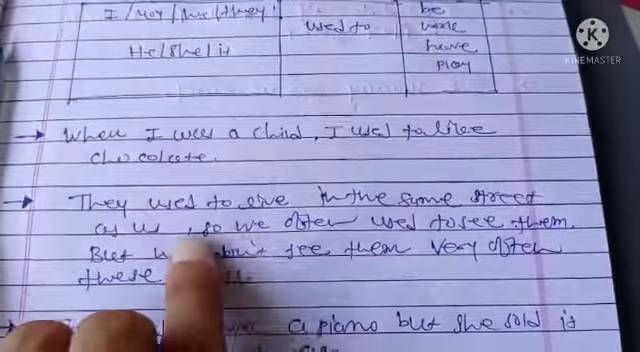 I / you / we / they
He / she / it
used to
be
work
have
play
KINEMASTER
→ When I was a child, I used to like
chocolate.
→ They used to live in the same street
as us, so we often used to see them.
But don't see them very often
these.
a piano but she sold it